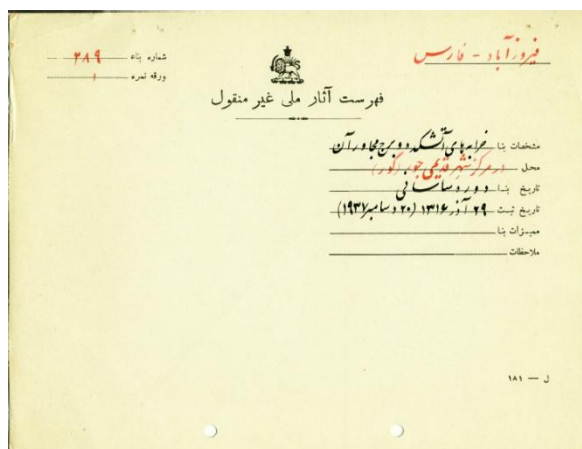 فیروزآباد - فارس
شماره بناء ۲۸۹
ورقه نمره ۱
فهرست آثار ملی غیر منقول
مشخصات بنا خرابه‌های آتشکده و برج مجاور آن
محل در مرکز شهر قدیمی جور (گور)
تاریخ بنا دوره ساسانی
تاریخ ثبت ۲۹ آذر ۱۳۱۶ (۲۰ دسامبر ۱۹۳۷)
ممیزات بنا
ملاحظات
ل — ۱۸۱